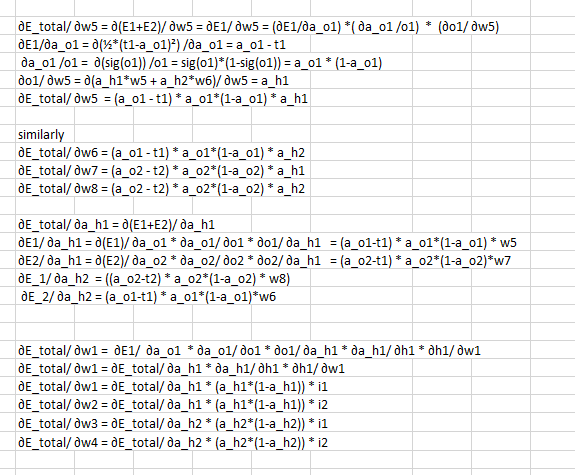 ∂E_total/ ∂w5 = ∂(E1+E2)/ ∂w5 = ∂E1/ ∂w5 = (∂E1/∂a_o1) *( ∂a_o1 /o1)  *  (∂o1/ ∂w5)
∂E1/∂a_o1 = ∂(½*(t1-a_o1)²) /∂a_o1 = a_o1 - t1
∂a_o1 /o1 =  ∂(sig(o1)) /o1 = sig(o1)*(1-sig(o1)) = a_o1 * (1-a_o1)
∂o1/ ∂w5 = ∂(a_h1*w5 + a_h2*w6)/ ∂w5 = a_h1
∂E_total/ ∂w5  = (a_o1 - t1) * a_o1*(1-a_o1) * a_h1
similarly
∂E_total/ ∂w6 = (a_o1 - t1) * a_o1*(1-a_o1) * a_h2
∂E_total/ ∂w7 = (a_o2 - t2) * a_o2*(1-a_o2) * a_h1
∂E_total/ ∂w8 = (a_o2 - t2) * a_o2*(1-a_o2) * a_h2
∂E_total/ ∂a_h1 = ∂(E1+E2)/ ∂a_h1
∂E1/ ∂a_h1 = ∂(E1)/ ∂a_o1 * ∂a_o1/ ∂o1 * ∂o1/ ∂a_h1  = (a_o1-t1) * a_o1*(1-a_o1) * w5
∂E2/ ∂a_h1 = ∂(E2)/ ∂a_o2 * ∂a_o2/ ∂o2 * ∂o2/ ∂a_h1  = (a_o2-t1) * a_o2*(1-a_o2)*w7
∂E_1/ ∂a_h2  = ((a_o2-t2) * a_o2*(1-a_o2) * w8)
∂E_2/ ∂a_h2 = (a_o1-t1) * a_o1*(1-a_o1)*w6
∂E_total/ ∂w1 =  ∂E1/  ∂a_o1  * ∂a_o1/ ∂o1 * ∂o1/ ∂a_h1 * ∂a_h1/ ∂h1 * ∂h1/ ∂w1
∂E_total/ ∂w1 = ∂E_total/ ∂a_h1 * ∂a_h1/ ∂h1 * ∂h1/ ∂w1
∂E_total/ ∂w1 = ∂E_total/ ∂a_h1 * (a_h1*(1-a_h1)) * i1
∂E_total/ ∂w2 = ∂E_total/ ∂a_h1 * (a_h1*(1-a_h1)) * i2
∂E_total/ ∂w3 = ∂E_total/ ∂a_h2 * (a_h2*(1-a_h2)) * i1
∂E_total/ ∂w4 = ∂E_total/ ∂a_h2 * (a_h2*(1-a_h2)) * i2